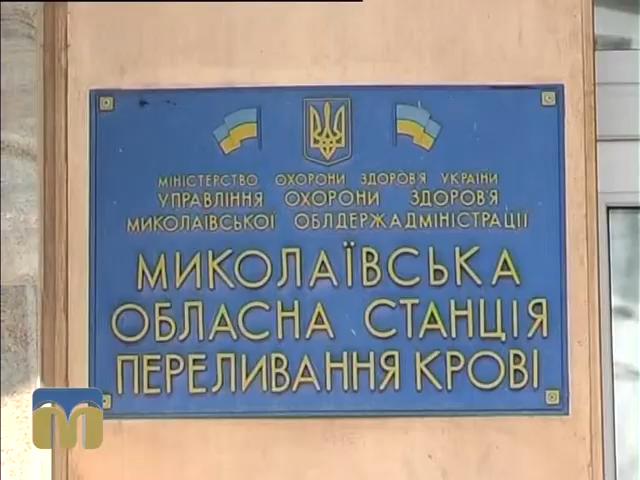 МІНІСТЕРСТВО ОХОРОНИ ЗДОРОВ'Я УКРАЇНИ
УПРАВЛІННЯ ОХОРОНИ ЗДОРОВ'Я
МИКОЛАЇВСЬКОЇ ОБЛДЕРЖАДМІНІСТРАЦІЇ
МИКОЛАЇВСЬКА
ОБЛАСНА СТАНЦІЯ
ПЕРЕЛИВАННЯ КРОВІ